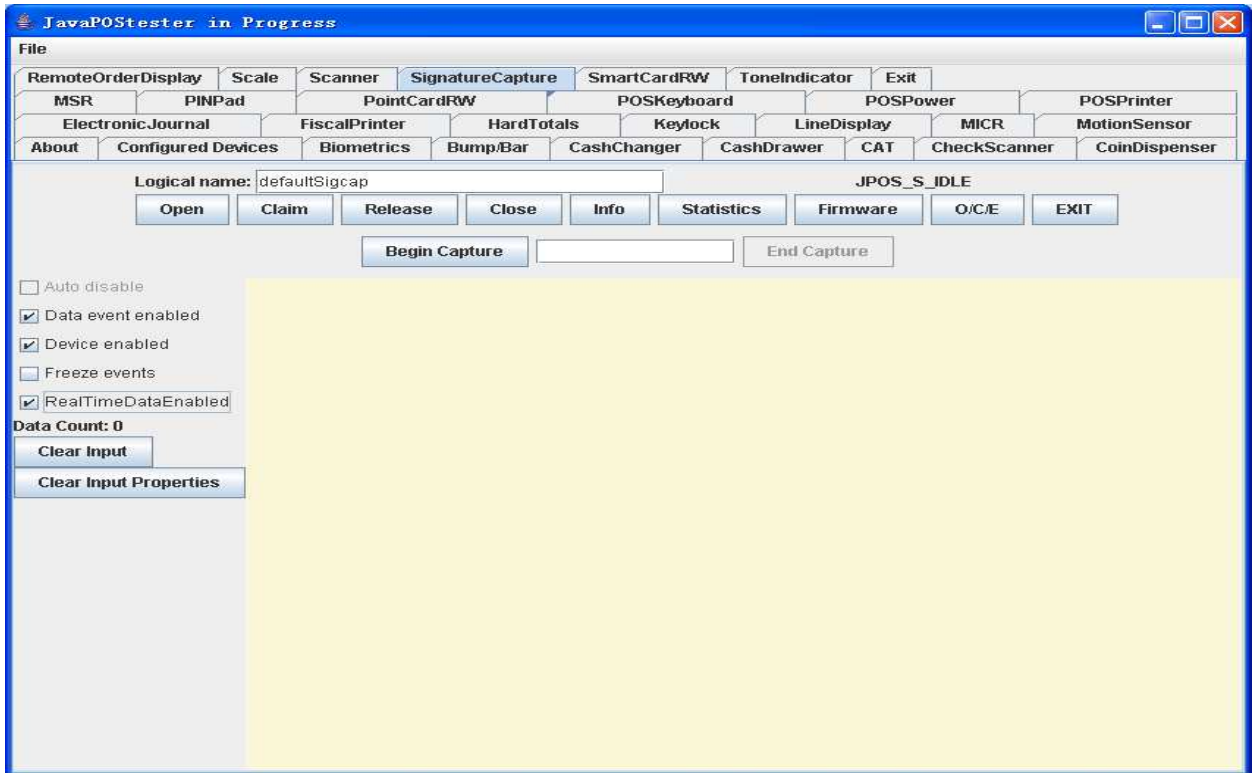 JavaPOStester in Progress
File
RemoteOrderDisplay Scale Scanner SignatureCapture SmartCardRW ToneIndicator Exit
MSR PINPad PointCardRW POSKeyboard POSPower POSPrinter
ElectronicJournal FiscalPrinter HardTotals Keylock LineDisplay MICR MotionSensor
About Configured Devices Biometrics Bump/Bar CashChanger CashDrawer CAT CheckScanner CoinDispenser
Logical name: defaultSigcap JPOS_S_IDLE
Open Claim Release Close Info Statistics Firmware O/C/E EXIT
Begin Capture End Capture
Auto disable
Data event enabled
Device enabled
Freeze events
RealTimeDataEnabled
Data Count: 0
Clear Input
Clear Input Properties